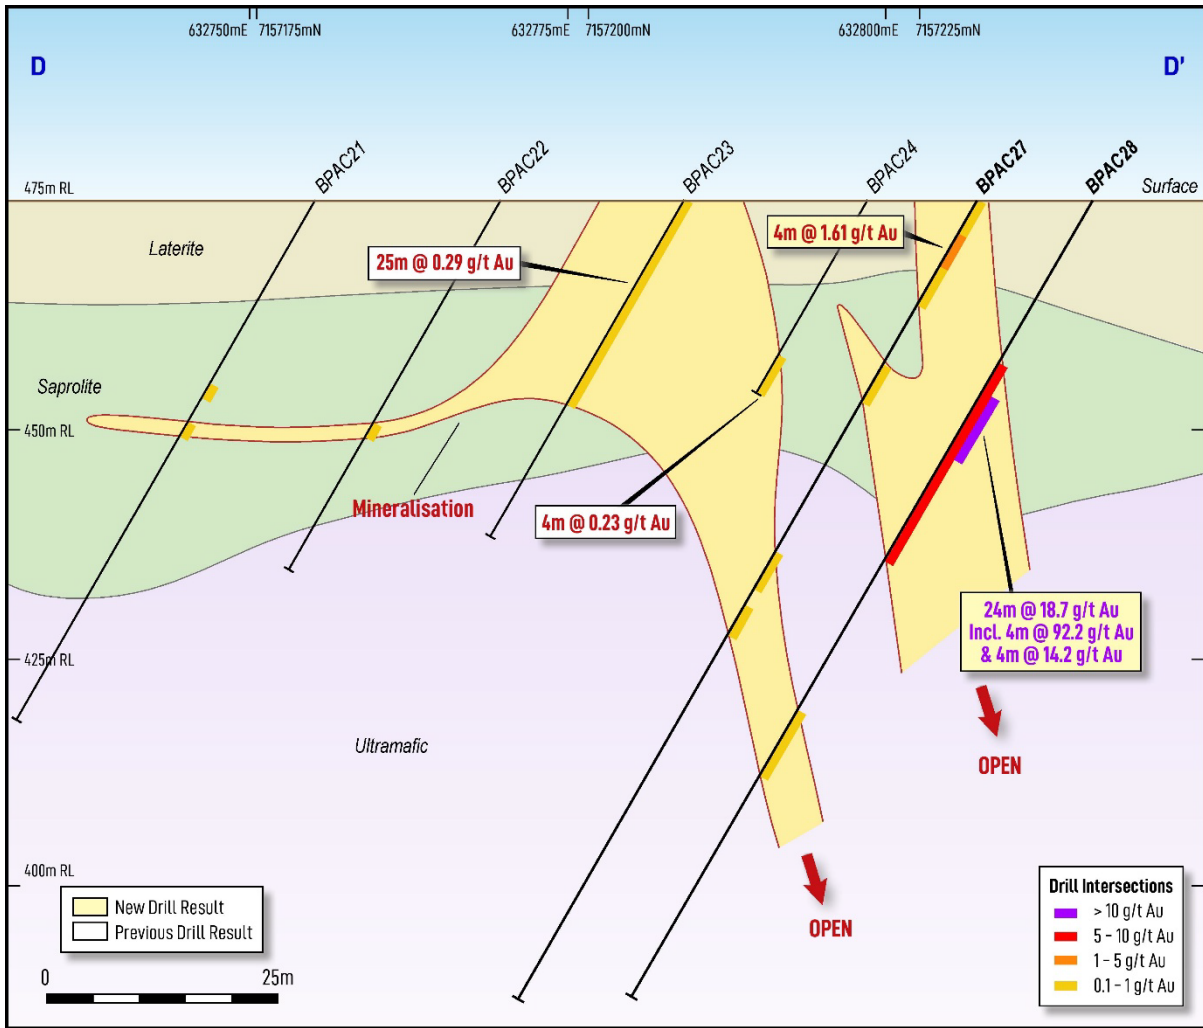 632750mE 7157175mN
632775mE 7157200mN
632800mE 7157225mN
D
D'
BPAC21
BPAC22
BPAC23
BPAC24
BPAC27
BPAC28
475m RL
Surface
Laterite
25m @ 0.29 g/t Au
4m @ 1.61 g/t Au
Saprolite
450m RL
Mineralisation
4m @ 0.23 g/t Au
24m @ 18.7 g/t Au
Incl. 4m @ 92.2 g/t Au
& 4m @ 14.2 g/t Au
425m RL
Ultramafic
OPEN
400m RL
OPEN
New Drill Result
Previous Drill Result
0 25m
Drill Intersections
> 10 g/t Au
5 - 10 g/t Au
1 - 5 g/t Au
0.1 - 1 g/t Au